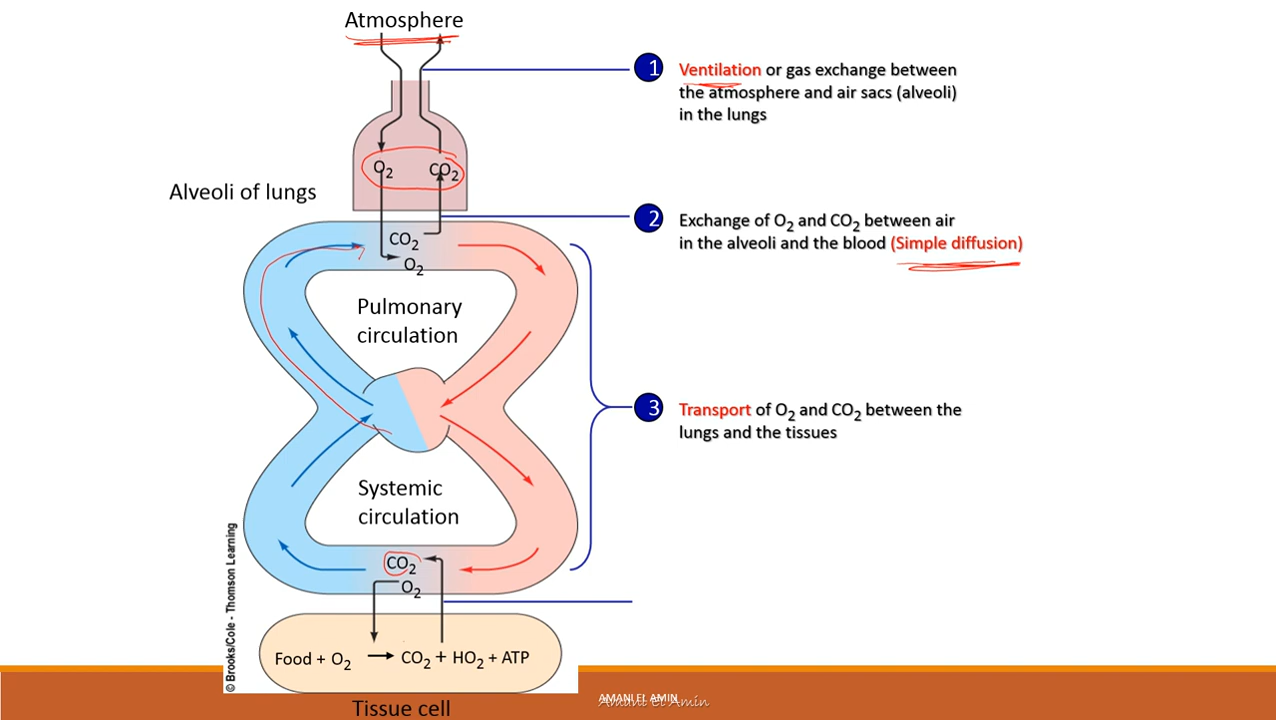 Atmosphere
1
Ventilation or gas exchange between
the atmosphere and air sacs (alveoli)
in the lungs
O2
CO2
Alveoli of lungs
2
Exchange of O2 and CO2 between air
in the alveoli and the blood (Simple diffusion)
CO2
O2
Pulmonary
circulation
3
Transport of O2 and CO2 between the
lungs and the tissues
Systemic
circulation
CO2
O2
Food + O2 → CO2 + HO2 + ATP
Tissue cell
© Brooks/Cole - Thomson Learning
AMANI EL AMIN
Amani El Amin